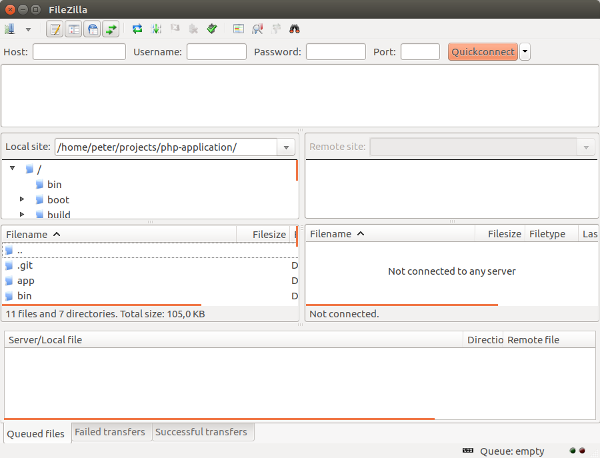 FileZilla
Host: Username: Password: Port: Quickconnect
Local site: /home/peter/projects/php-application/
Remote site:
/
bin
boot
build
Filename Filesize
..
.git D
app D
bin D
11 files and 7 directories. Total size: 105,0 KB
Filename Filesize Filetype Las
Not connected to any server
Not connected.
Server/Local file Directio Remote file
Queued files Failed transfers Successful transfers
Queue: empty